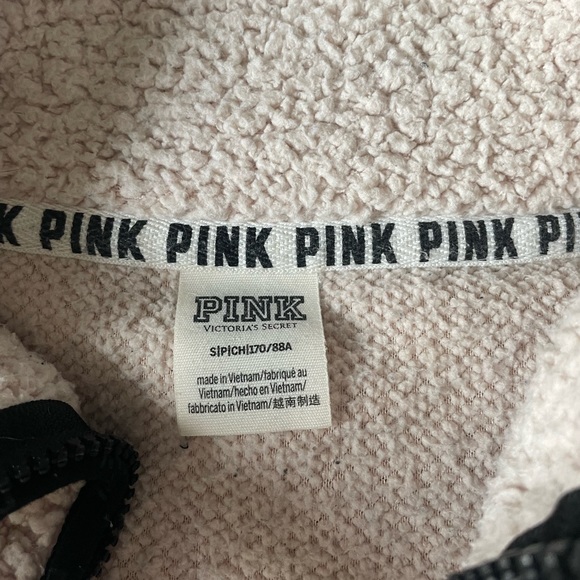 K PINK PINK PINK PINK PI
PINK
VICTORIA'S SECRET
S|P|CH|170/88A
made in Vietnam/fabriqué au
Vietnam/hecho en Vietnam/
fabbricato in Vietnam/越南制造